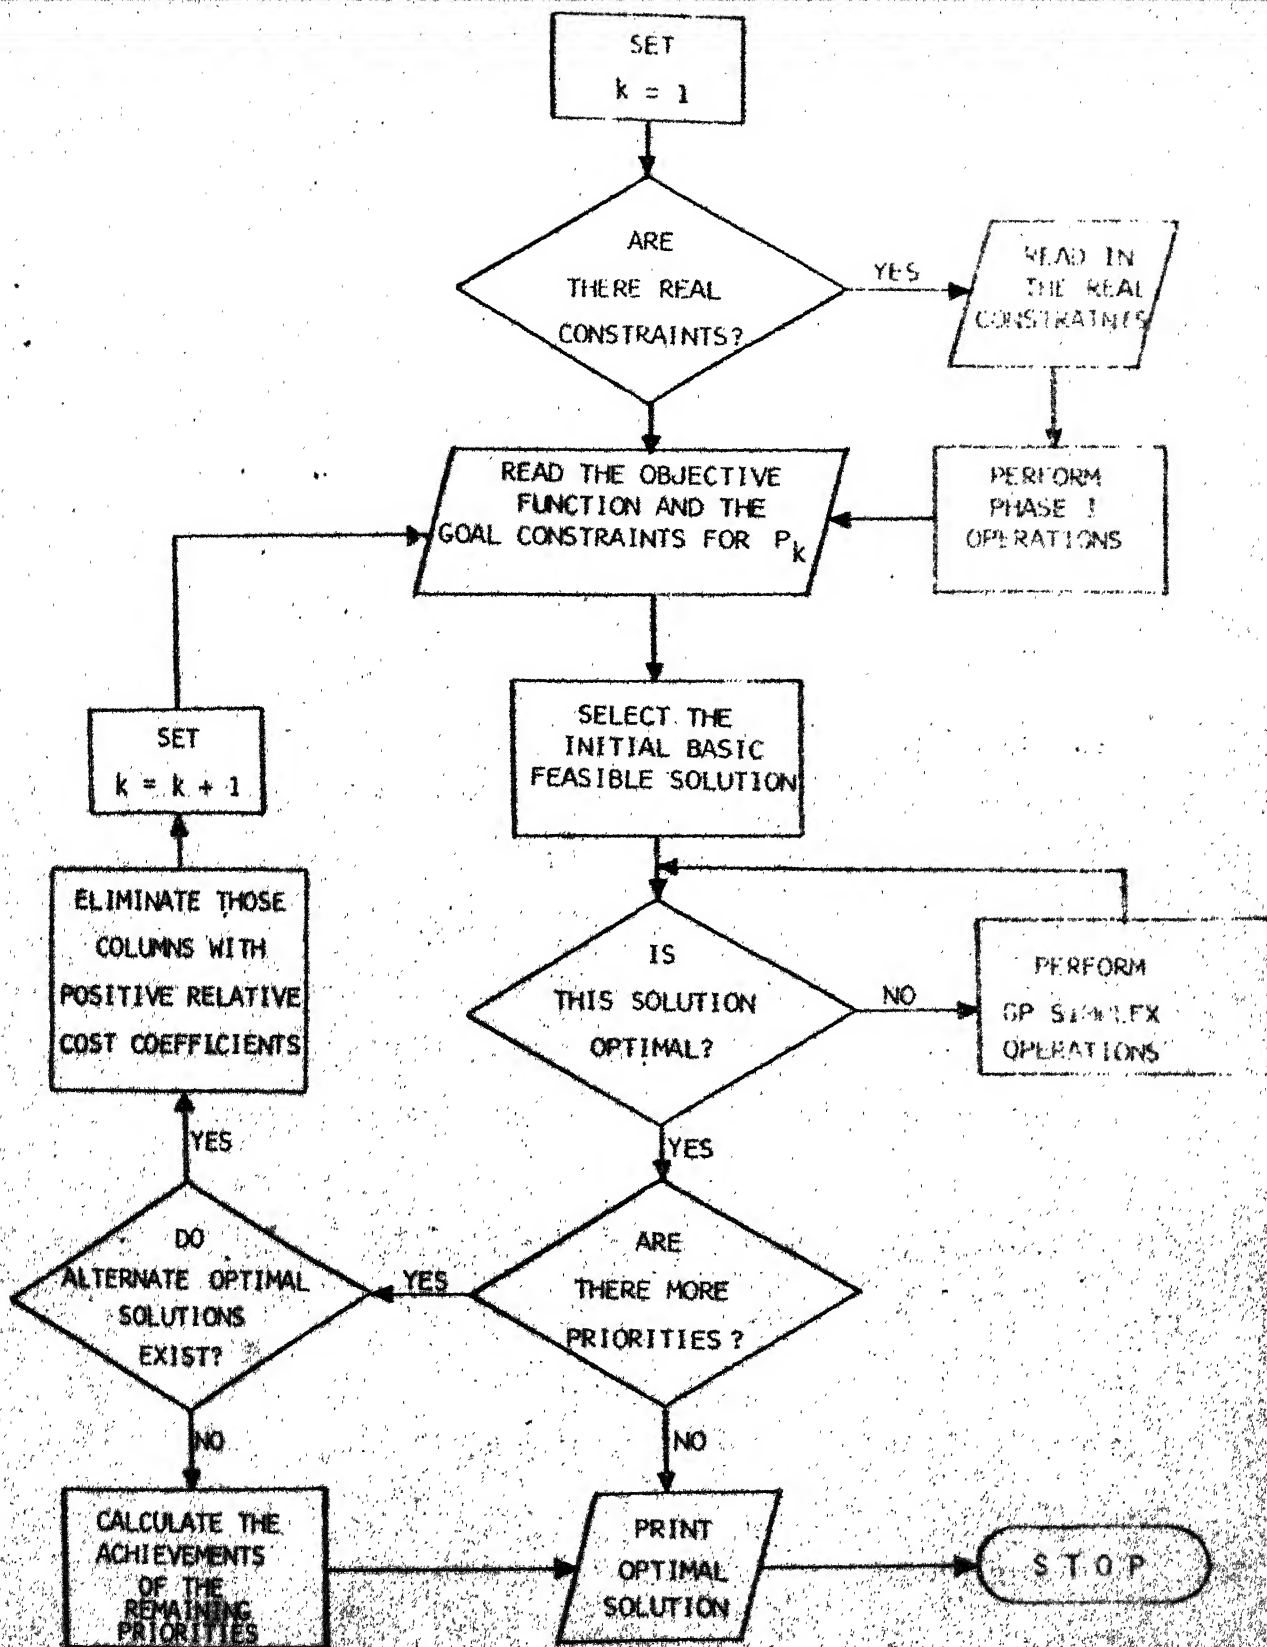 SET
k = 1
ARE
THERE REAL
CONSTRAINTS?
YES
READ IN
THE REAL
CONSTRAINTS
READ THE OBJECTIVE
FUNCTION AND THE
GOAL CONSTRAINTS FOR Pk
PERFORM
PHASE I
OPERATIONS
SELECT THE
INITIAL BASIC
FEASIBLE SOLUTION
SET
k = k + 1
ELIMINATE THOSE
COLUMNS WITH
POSITIVE RELATIVE
COST COEFFICIENTS
IS
THIS SOLUTION
OPTIMAL?
NO
PERFORM
GP SIMPLEX
OPERATIONS
YES
YES
DO
ALTERNATE OPTIMAL
SOLUTIONS
EXIST?
YES
ARE
THERE MORE
PRIORITIES?
NO
NO
CALCULATE THE
ACHIEVEMENTS
OF THE
REMAINING
PRIORITIES
PRINT
OPTIMAL
SOLUTION
STOP